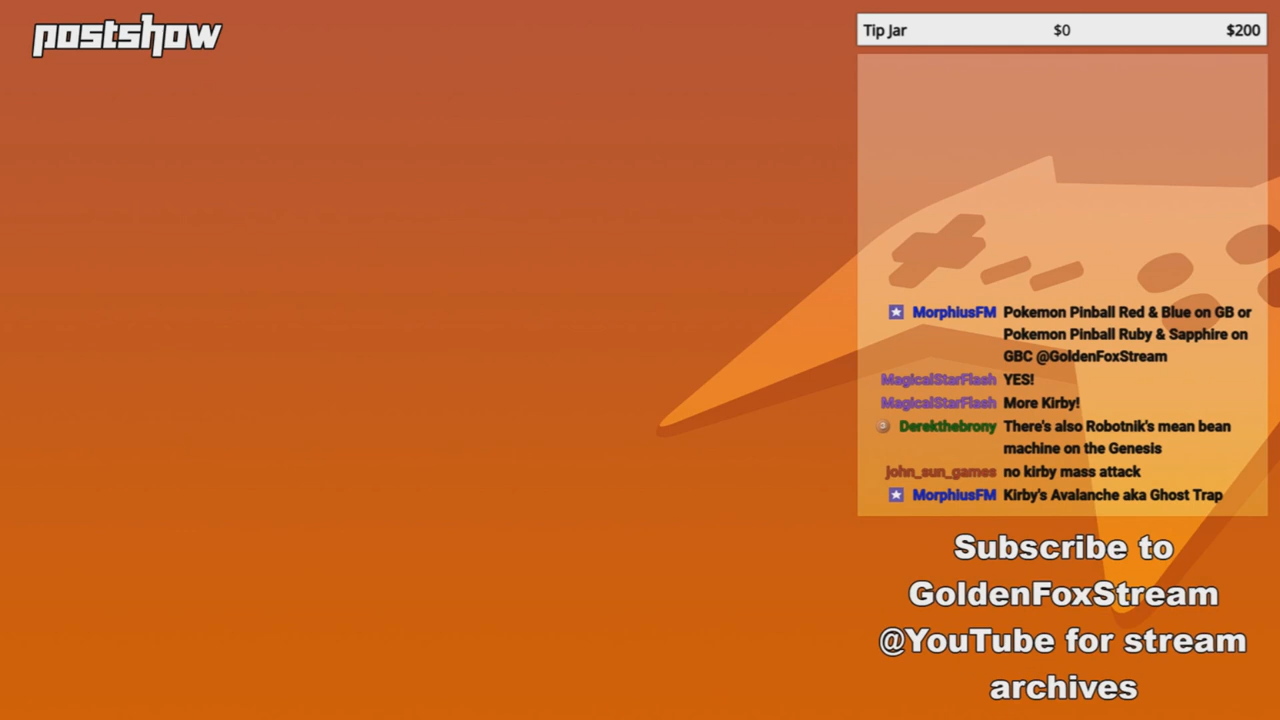 postshow
Tip Jar $0 $200
MorphiusFM Pokemon Pinball Red & Blue on GB or
Pokemon Pinball Ruby & Sapphire on
GBC @GoldenFoxStream
MagicalStarFlash YES!
MagicalStarFlash More Kirby!
3 Derekthebrony There's also Robotnik's mean bean
machine on the Genesis
john_sun_games no kirby mass attack
MorphiusFM Kirby's Avalanche aka Ghost Trap
Subscribe to
GoldenFoxStream
@YouTube for stream
archives